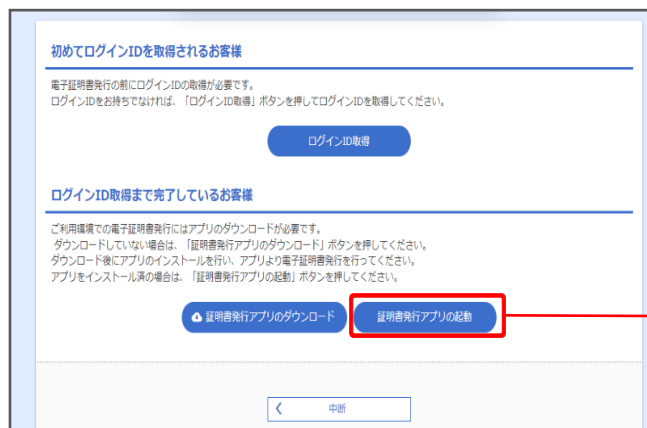 初めてログインIDを取得されるお客様
電子証明書発行の前にログインIDの取得が必要です。
ログインIDをお持ちでなければ、「ログインID取得」ボタンを押してログインIDを取得してください。
ログインID取得
ログインID取得まで完了しているお客様
ご利用環境での電子証明書発行にはアプリのダウンロードが必要です。
ダウンロードしていない場合は、「証明書発行アプリのダウンロード」ボタンを押してください。
ダウンロード後にアプリのインストールを行い、アプリより電子証明書発行を行ってください。
アプリをインストール済の場合は、「証明書発行アプリの起動」ボタンを押してください。
証明書発行アプリのダウンロード
証明書発行アプリの起動
中断